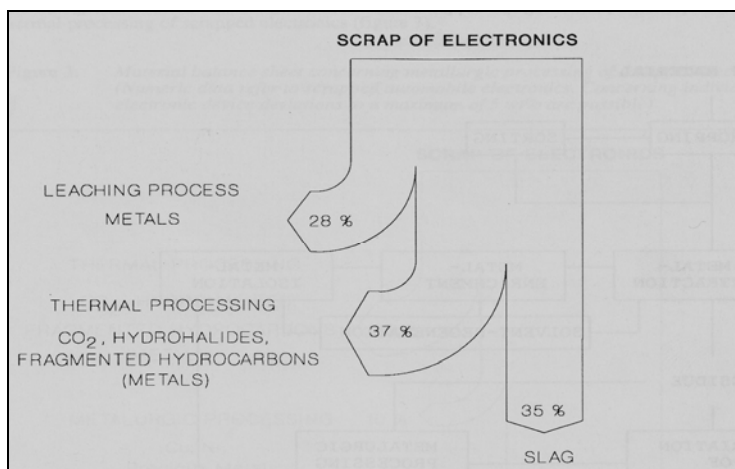 SCRAP OF ELECTRONICS
LEACHING PROCESS
METALS
28 %
THERMAL PROCESSING
CO2, HYDROHALIDES,
FRAGMENTED HYDROCARBONS
(METALS)
37 %
35 %
SLAG